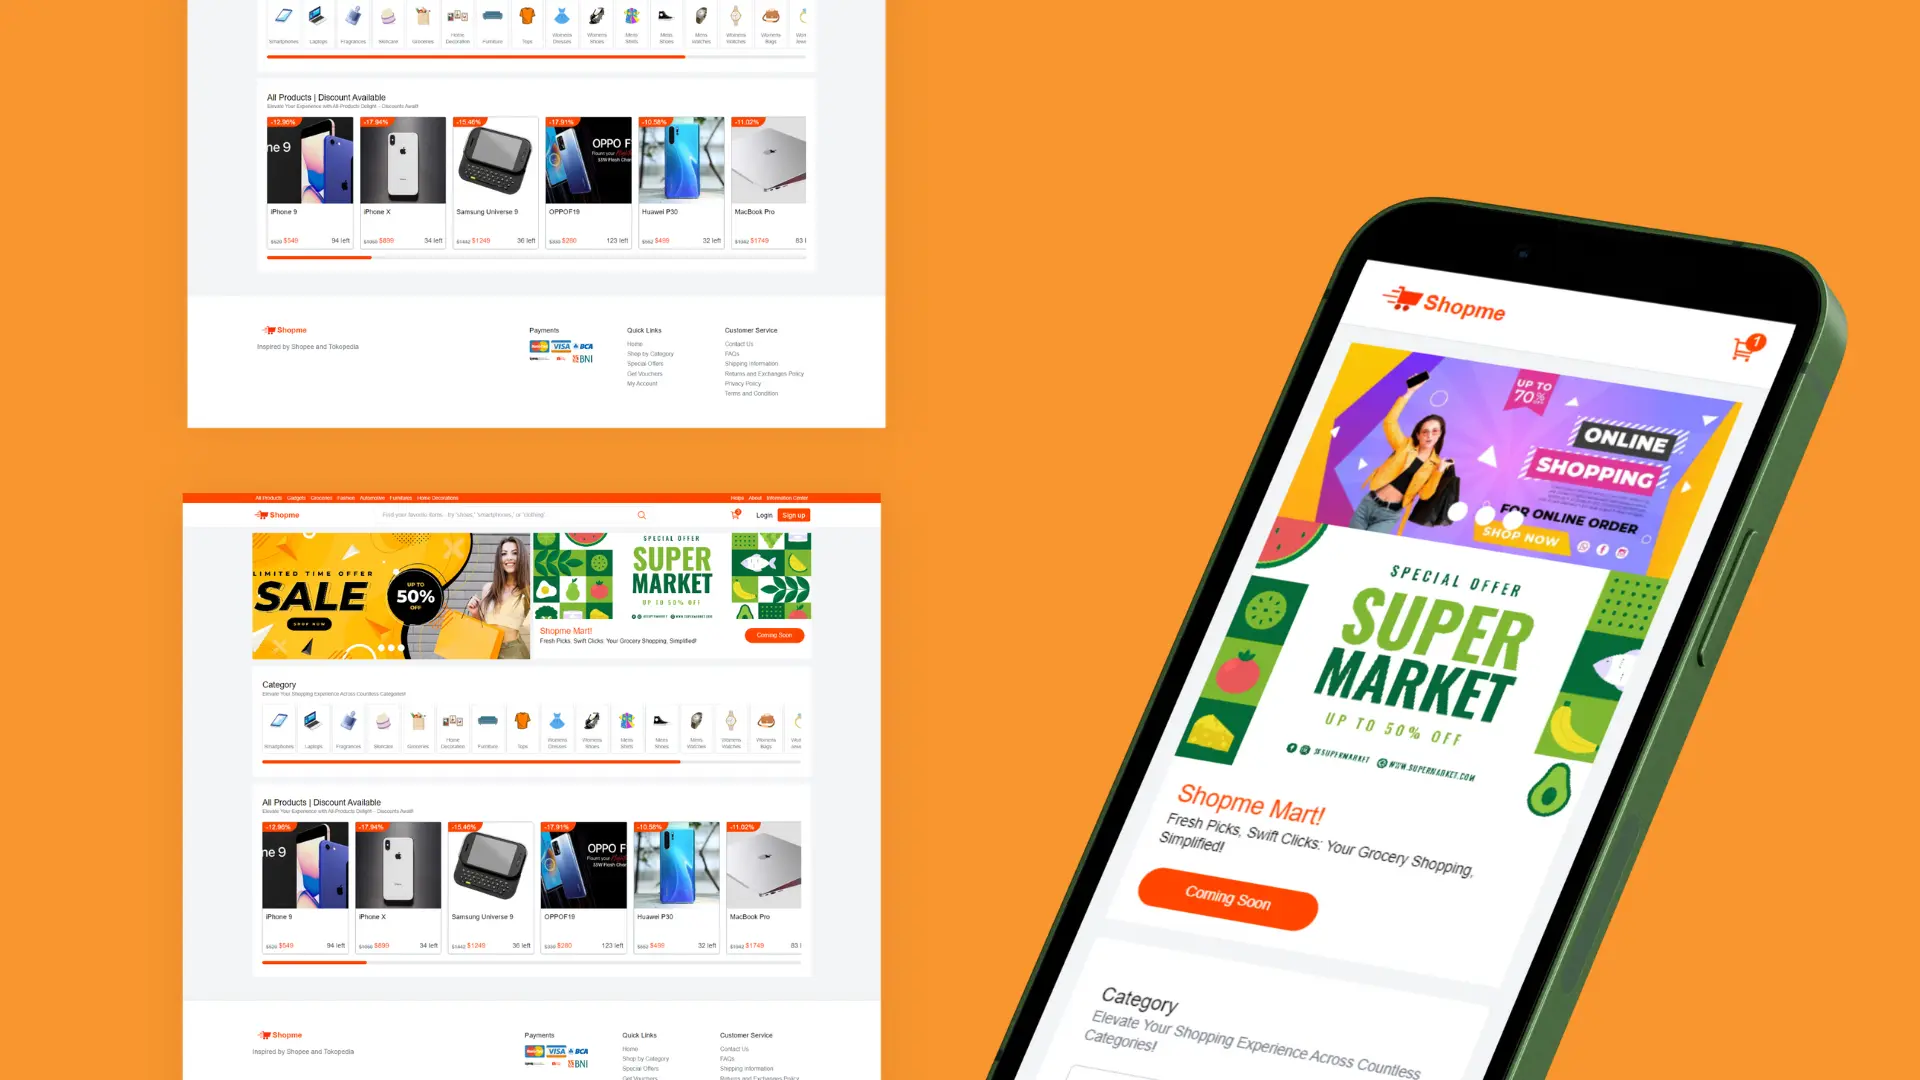 Smartphones
Laptops
Fragrances
Skincare
Groceries
Home Decorative
Furniture
Tops
Womens Dresses
Womens Shoes
Mens Shirts
Mens Shoes
Mens watches
Womens Watches
Womens Bags
All Products | Discount Available
Elevate Your Experience with All-Products Delight - Discounts Await!
-12.96%
-17.94%
-15.46%
-17.91%
-10.58%
-11.02%
ne 9
OPPO F
iPhone 9
iPhone X
Samsung Universe 9
OPPOF19
Huawei P30
MacBook Pro
$549
94 left
$899
34 left
$1249
36 left
$280
123 left
$499
32 left
$1749
83 l
Shopme
Inspired by Shopee and Tokopedia
Payments
VISA
BCA
BNI
Quick Links
Home
Shop by Category
Special Offers
Get Vouchers
My Account
Customer Service
Contact Us
FAQs
Shipping Information
Returns and Exchanges Policy
Privacy Policy
Terms and Condition
All Products Gadgets Groceries Fashion Automotive Furnitures Home Decorations
Helps About Information Center
Shopme
Find your favorite items - try 'shoes,' 'smartphones,' or 'clothing'
Login
Sign up
LIMITED TIME OFFER
SALE
SHOP NOW
UP TO
50%
OFF
SPECIAL OFFER
SUPER
MARKET
UP TO 50% OFF
Shopme Mart!
Fresh Picks, Swift Clicks: Your Grocery Shopping, Simplified!
Coming Soon
Category
Elevate Your Shopping Experience Across Countless Categories!
Smartphones
Laptops
Fragrances
Skincare
Groceries
Home Decorative
Furniture
Tops
Womens Dresses
Womens Shoes
Mens Shirts
Mens Shoes
Mens Watches
Womens Watches
Womens Bags
All Products | Discount Available
Elevate Your Experience with All-Products Delight - Discounts Await!
-12.96%
-17.94%
-15.46%
-17.91%
-10.58%
-11.02%
ne 9
OPPO F
iPhone 9
iPhone X
Samsung Universe 9
OPPOF19
Huawei P30
MacBook Pro
$549
94 left
$899
34 left
$1249
36 left
$280
123 left
$499
32 left
$1749
83 l
Shopme
Inspired by Shopee and Tokopedia
Payments
VISA
BCA
BNI
Quick Links
Home
Shop by Category
Special Offers
Get Vouchers
Customer Service
Contact Us
FAQs
Shipping Information
Returns and Exchanges Policy
Shopme
1
UP TO
70%
ONLINE
SHOPPING
FOR ONLINE ORDER
SHOP NOW
SPECIAL OFFER
SUPER
MARKET
UP TO 50% OFF
@SUPERMARKET
WWW.SUPERMARKET.COM
Shopme Mart!
Fresh Picks, Swift Clicks: Your Grocery Shopping,
Simplified!
Coming Soon
Category
Elevate Your Shopping Experience Across Countless
Categories!